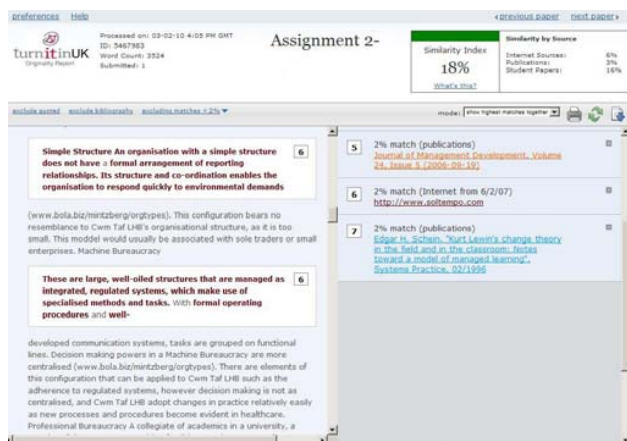 preferences Help
‹previous paper next paper›
turnitinUK
Originality Report
Processed on: 03-02-10 4:05 PM GMT
ID: 5467983
Word Count: 3524
Submitted: 1
Assignment 2-
Similarity Index
18%
What's this?
Similarity by Source
Internet Sources: 6%
Publications: 3%
Student Papers: 16%
exclude quoted exclude bibliography excluding matches < 2%
mode: show highest matches together
Simple Structure An organisation with a simple structure 6
does not have a formal arrangement of reporting
relationships. Its structure and co-ordination enables the
organisation to respond quickly to environmental demands
(www.bola.biz/mintzberg/orgtypes). This configuration bears no
resemblance to Cwm Taf LHB's organisational structure, as it is too
small. This moddel would usually be associated with sole traders or small
enterprises. Machine Bureaucracy
These are large, well-oiled structures that are managed as 6
integrated, regulated systems, which make use of
specialised methods and tasks. With formal operating
procedures and well-
developed communication systems, tasks are grouped on functional
lines. Decision making powers in a Machine Bureaucracy are more
centralised (www.bola.biz/mintzberg/orgtypes). There are elements of
this configuration that can be applied to Cwm Taf LHB such as the
adherence to regulated systems, however decision making is not as
centralised, and Cwm Taf LHB adopt changes in practice relatively easily
as new processes and procedures become evident in healthcare.
Professional Bureaucracy A collegiate of academics in a university, a
5 2% match (publications)
Journal of Management Development, Volume
24, Issue 5 (2006-09-19)
6 2% match (Internet from 6/2/07)
http://www.soltempo.com
7 2% match (publications)
Edgar H. Schein. "Kurt Lewin's change theory
in the field and in the classroom: Notes
toward a model of managed learning",
Systems Practice, 02/1996